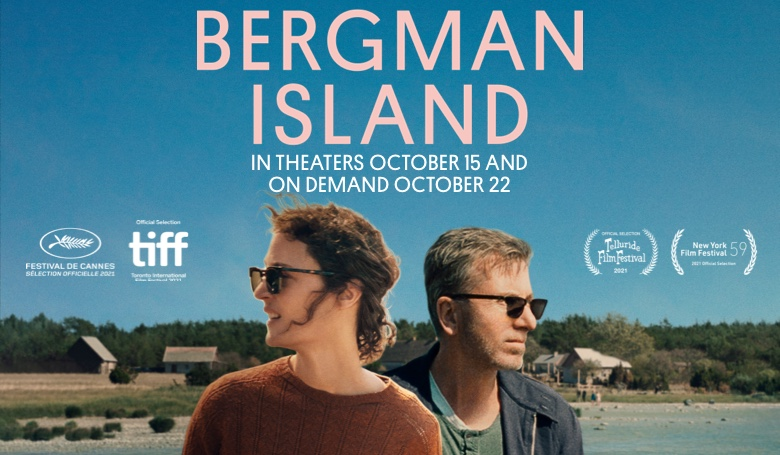 BERGMAN
ISLAND
IN THEATERS OCTOBER 15 AND
ON DEMAND OCTOBER 22
FESTIVAL DE CANNES
SÉLECTION OFFICIELLE 2021
Official Selection
tiff
Toronto International
Film Festival 2021
OFFICIAL SELECTION
Telluride
Film Festival
2021
New York
Film Festival
59
2021 Official Selection